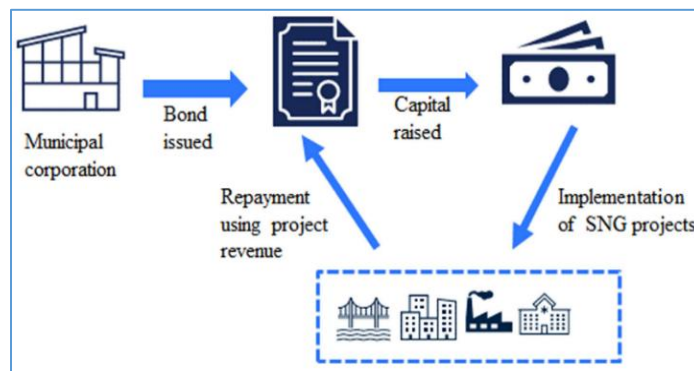 Municipal
corporation
Bond
issued
Capital
raised
Repayment
using project
revenue
Implementation
of SNG projects